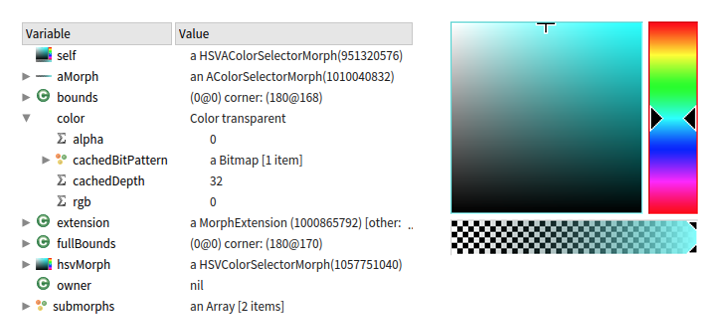 Variable Value
self a HSVAColorSelectorMorph(951320576)
aMorph an AColorSelectorMorph(1010040832)
bounds (0@0) corner: (180@168)
color Color transparent
alpha 0
cachedBitPattern a Bitmap [1 item]
cachedDepth 32
rgb 0
extension a MorphExtension (1000865792) [other: ..
fullBounds (0@0) corner: (180@170)
hsvMorph a HSVColorSelectorMorph(1057751040)
owner nil
submorphs an Array [2 items]